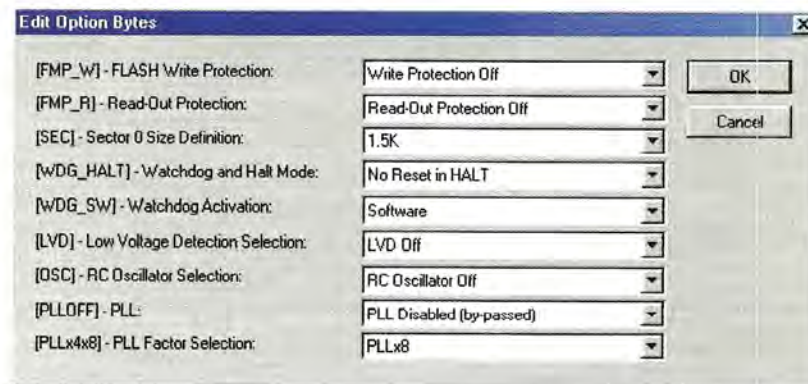 Edit Option Bytes
[FMP_W] - FLASH Write Protection: Write Protection Off OK
[FMP_R] - Read-Out Protection: Read-Out Protection Off
Cancel
[SEC] - Sector 0 Size Definition: 1.5K
[WDG_HALT] - Watchdog and Halt Mode: No Reset in HALT
[WDG_SW] - Watchdog Activation: Software
[LVD] - Low Voltage Detection Selection: LVD Off
[OSC] - RC Oscillator Selection: RC Oscillator Off
[PLLOFF] - PLL: PLL Disabled (by-passed)
[PLLx4x8] - PLL Factor Selection: PLLx8